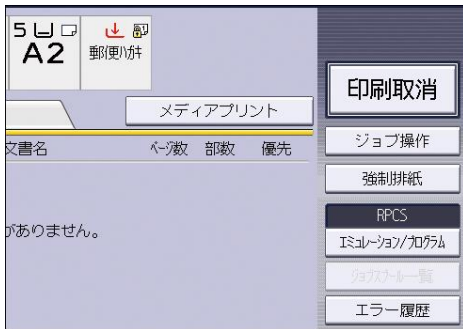 5
A2
郵便ﾊｶﾞｷ
印刷取消
メディアプリント
ジョブ操作
文書名 ﾍﾟｰｼﾞ数 部数 優先
強制排紙
がありません。
RPCS
ｴﾐｭﾚｰｼｮﾝ/ﾌﾟﾛｸﾞﾗﾑ
ｼﾞｮﾌﾞｽﾌﾟｰﾙ一覧
エラー履歴